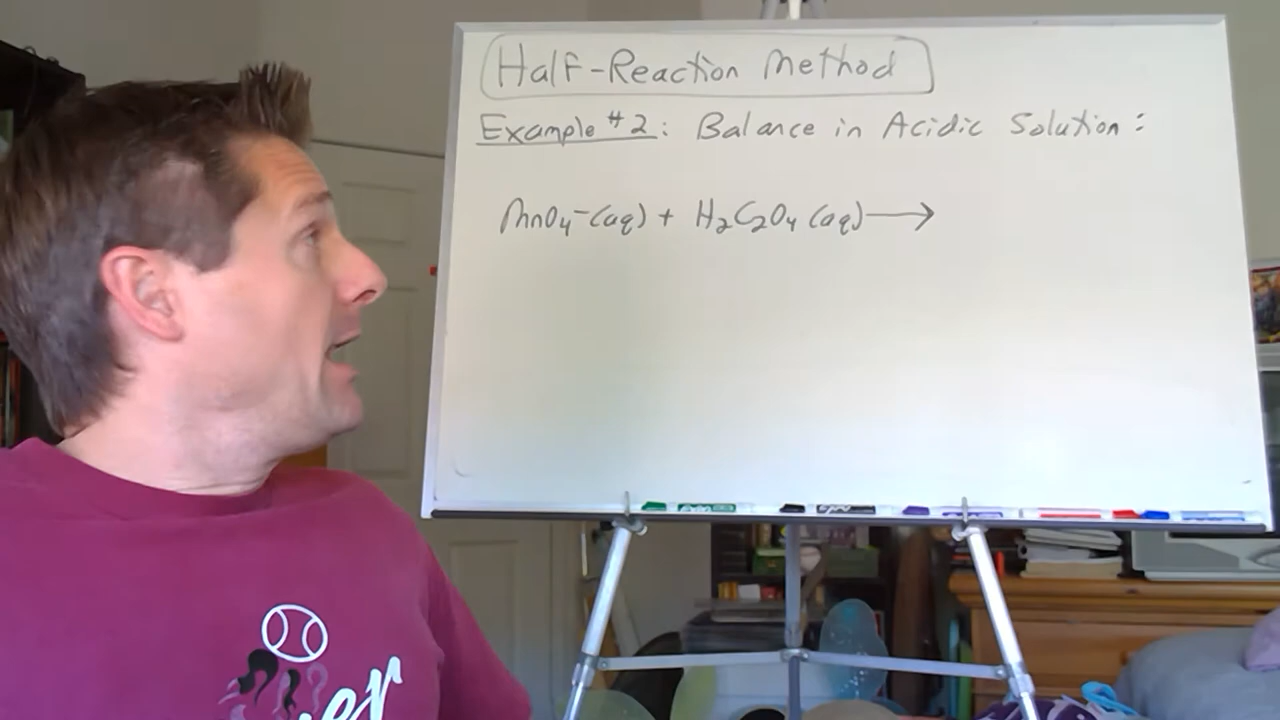 Half-Reaction Method
Example #2: Balance in Acidic Solution:
MnO₄⁻(aq) + H₂C₂O₄ (aq) ⟶